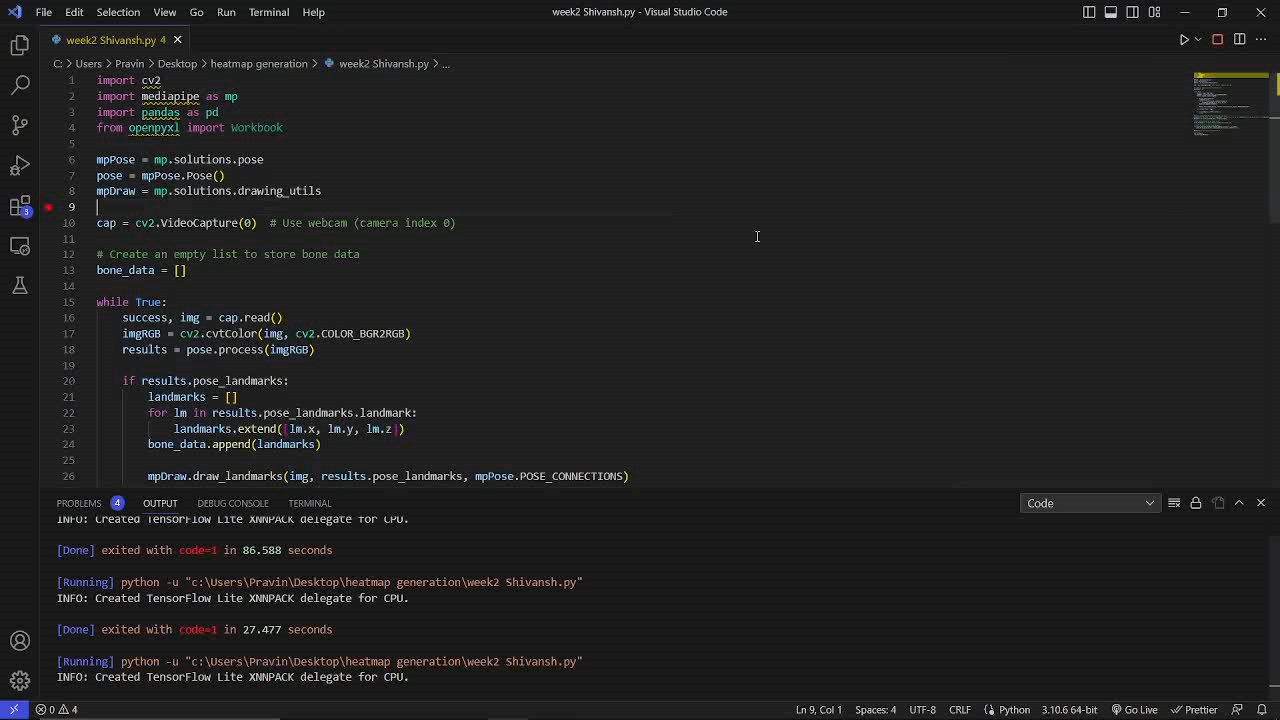 File Edit Selection View Go Run Terminal Help week2 Shivansh.py - Visual Studio Code
week2 Shivansh.py 4
C: > Users > Pravin > Desktop > heatmap generation > week2 Shivansh.py > ...
1 import cv2
2 import mediapipe as mp
3 import pandas as pd
4 from openpyxl import Workbook
5
6 mpPose = mp.solutions.pose
7 pose = mpPose.Pose()
8 mpDraw = mp.solutions.drawing_utils
9
10 cap = cv2.VideoCapture(0)  # Use webcam (camera index 0)
11
12 # Create an empty list to store bone data
13 bone_data = []
14
15 while True:
16     success, img = cap.read()
17     imgRGB = cv2.cvtColor(img, cv2.COLOR_BGR2RGB)
18     results = pose.process(imgRGB)
19
20     if results.pose_landmarks:
21         landmarks = []
22         for lm in results.pose_landmarks.landmark:
23             landmarks.extend([lm.x, lm.y, lm.z])
24         bone_data.append(landmarks)
25
26         mpDraw.draw_landmarks(img, results.pose_landmarks, mpPose.POSE_CONNECTIONS)
3
PROBLEMS 4 OUTPUT DEBUG CONSOLE TERMINAL Code
INFO: Created TensorFlow Lite XNNPACK delegate for CPU.
[Done] exited with code=1 in 86.588 seconds
[Running] python -u "c:\Users\Pravin\Desktop\heatmap generation\week2 Shivansh.py"
INFO: Created TensorFlow Lite XNNPACK delegate for CPU.
[Done] exited with code=1 in 27.477 seconds
[Running] python -u "c:\Users\Pravin\Desktop\heatmap generation\week2 Shivansh.py"
INFO: Created TensorFlow Lite XNNPACK delegate for CPU.
0 4 Ln 9, Col 1 Spaces: 4 UTF-8 CRLF Python 3.10.6 64-bit Go Live Prettier